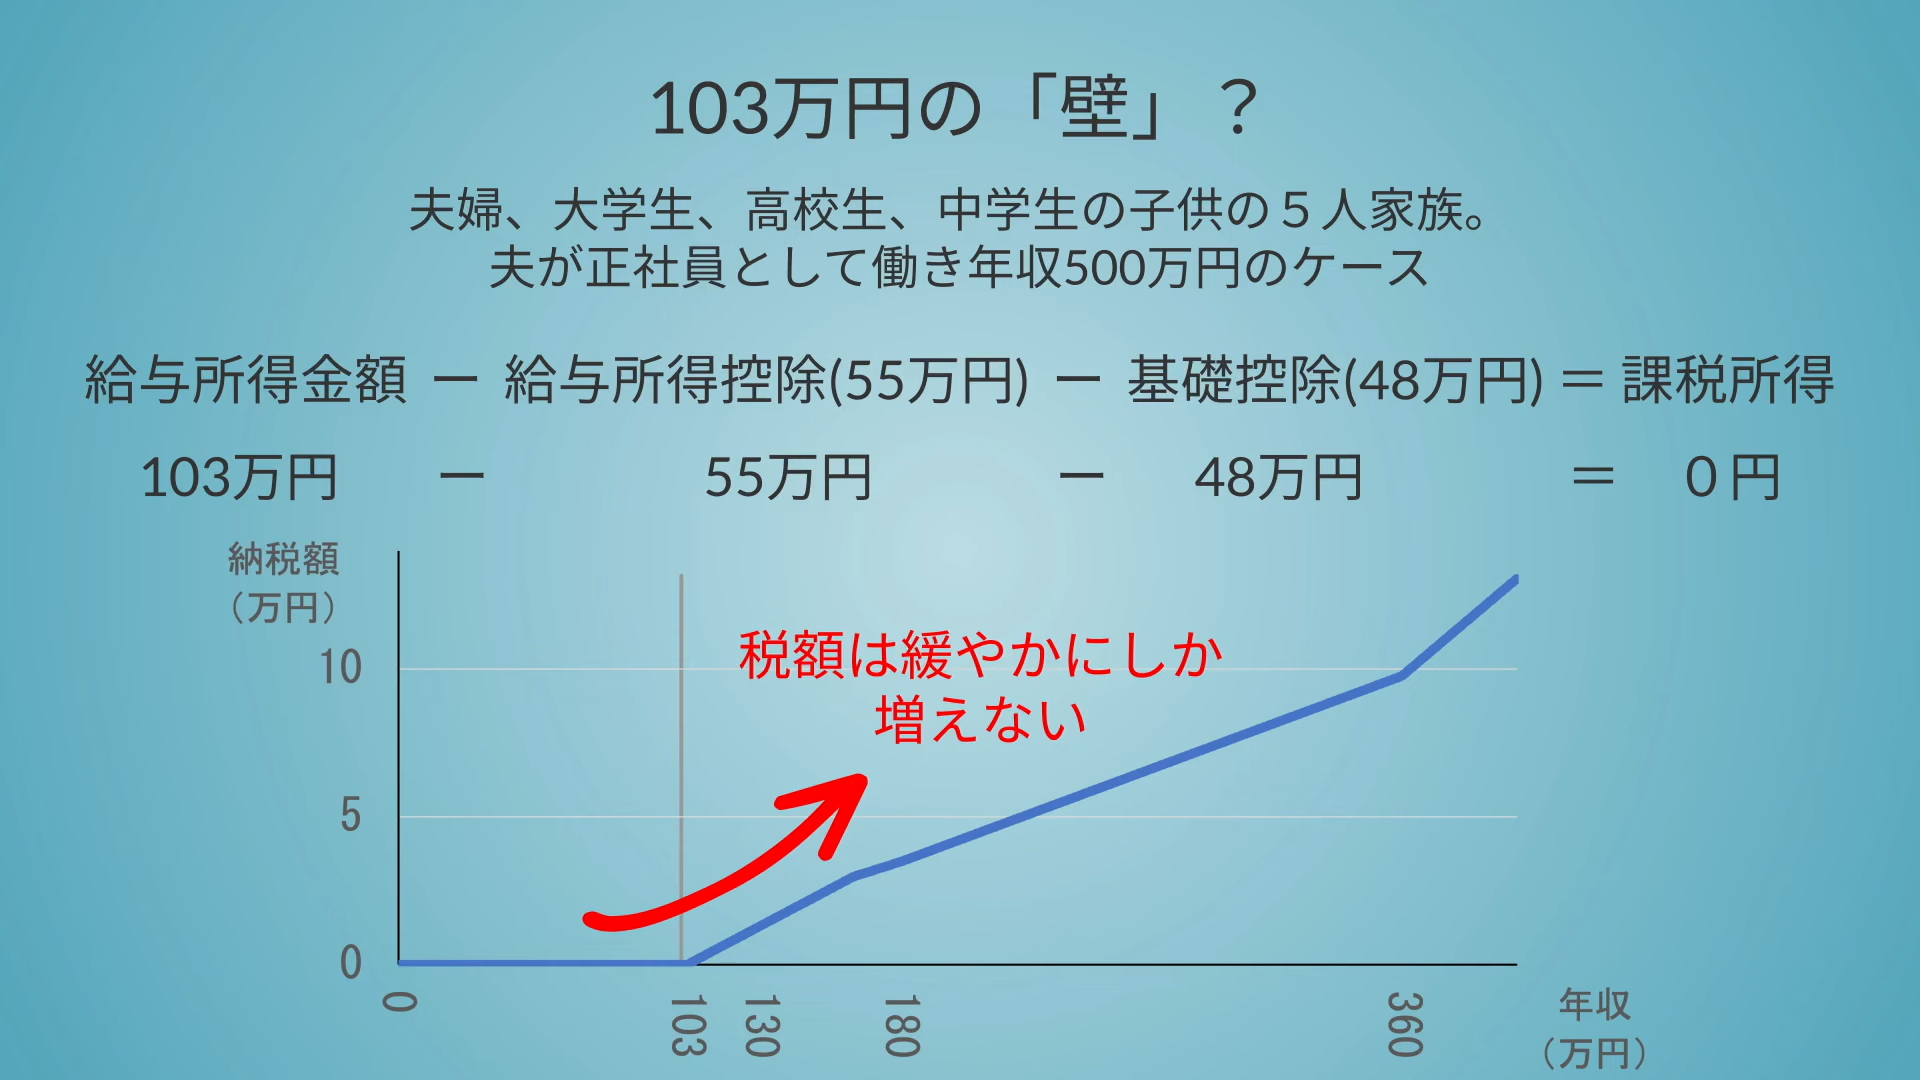 103万円の「壁」？
夫婦、大学生、高校生、中学生の子供の５人家族。
夫が正社員として働き年収500万円のケース
給与所得金額 － 給与所得控除(55万円) － 基礎控除(48万円) ＝ 課税所得
103万円 － 55万円 － 48万円 ＝ ０円
納税額
（万円）
税額は緩やかにしか
増えない
10
5
0
0 103 130 180 360
年収
（万円）